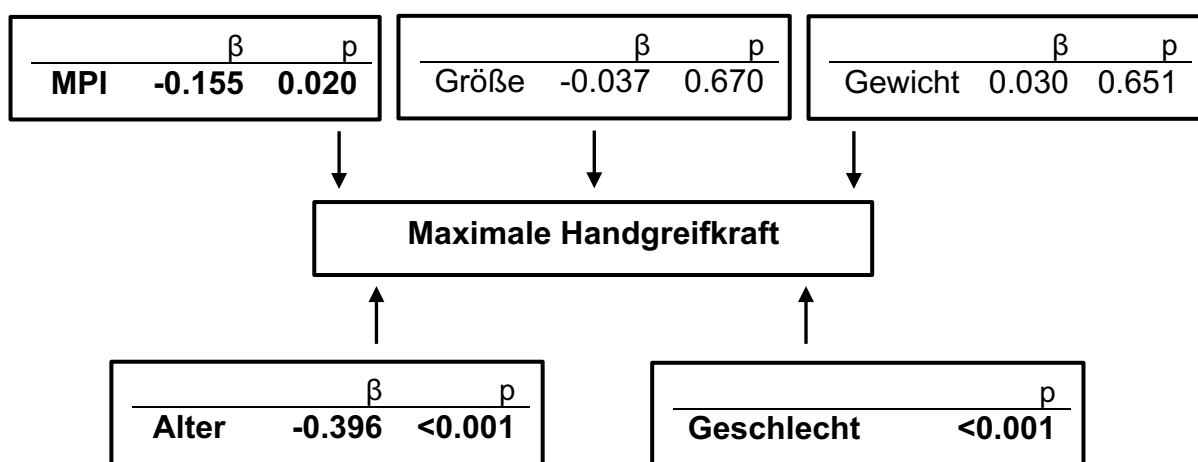 β p
MPI -0.155 0.020
β p
Größe -0.037 0.670
β p
Gewicht 0.030 0.651
Maximale Handgreifkraft
β p
Alter -0.396 <0.001
p
Geschlecht <0.001